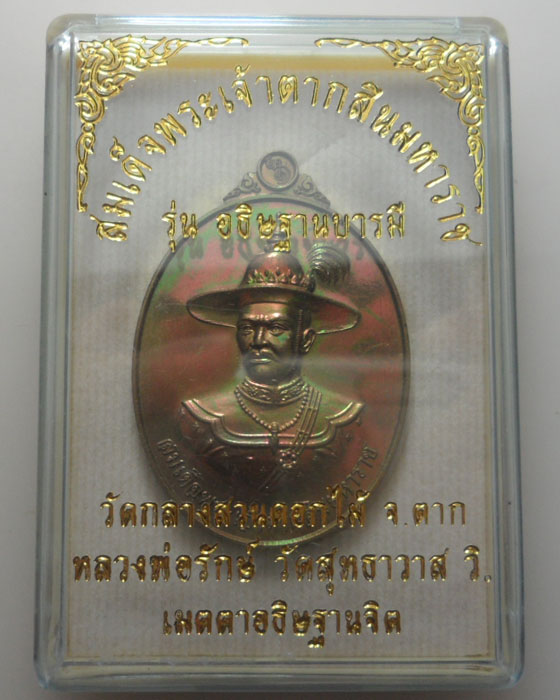 สมเด็จพระเจ้าตากสินมหาราช
รุ่น อธิษฐานบารมี
วัดกลางสวนดอกไม้ จ.ตาก
หลวงพ่อรักษ์ วัดสุทธาวาส วิ.
เมตตาอธิษฐานจิต